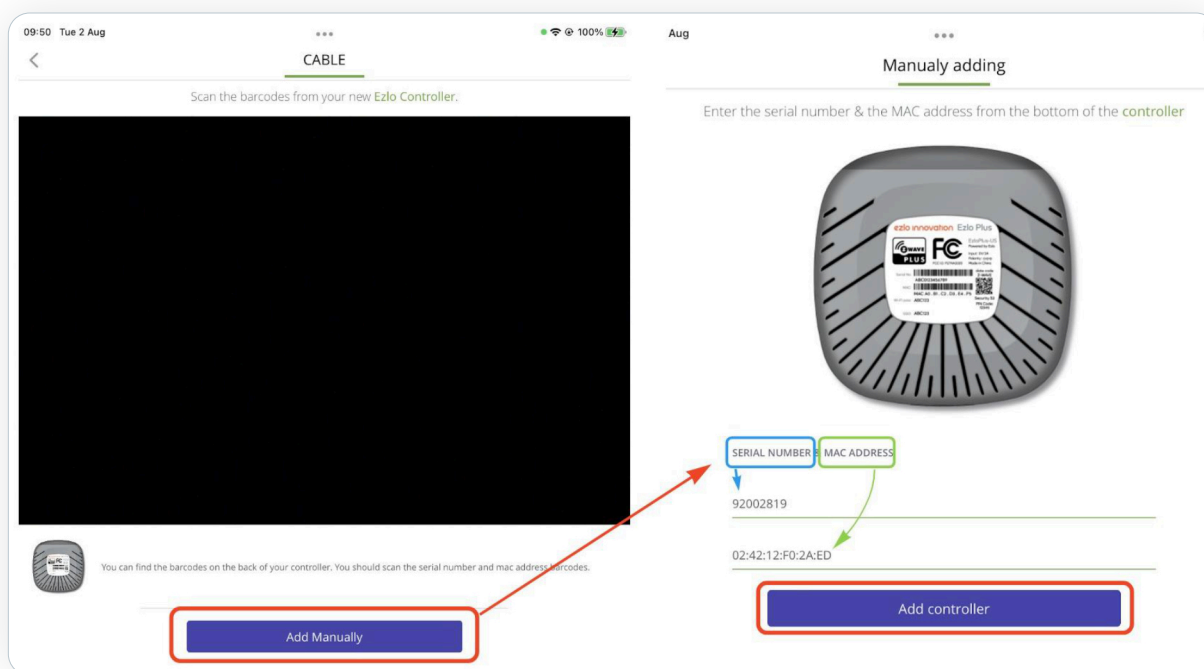 09:50 Tue 2 Aug
100%
CABLE
Scan the barcodes from your new Ezlo Controller.
You can find the barcodes on the back of your controller. You should scan the serial number and mac address barcodes.
Add Manually
Aug
Manualy adding
Enter the serial number & the MAC address from the bottom of the controller
ezlo innovation Ezlo Plus
Z WAVE
PLUS
FC
SERIAL NUMBER & MAC ADDRESS
92002819
02:42:12:F0:2A:ED
Add controller